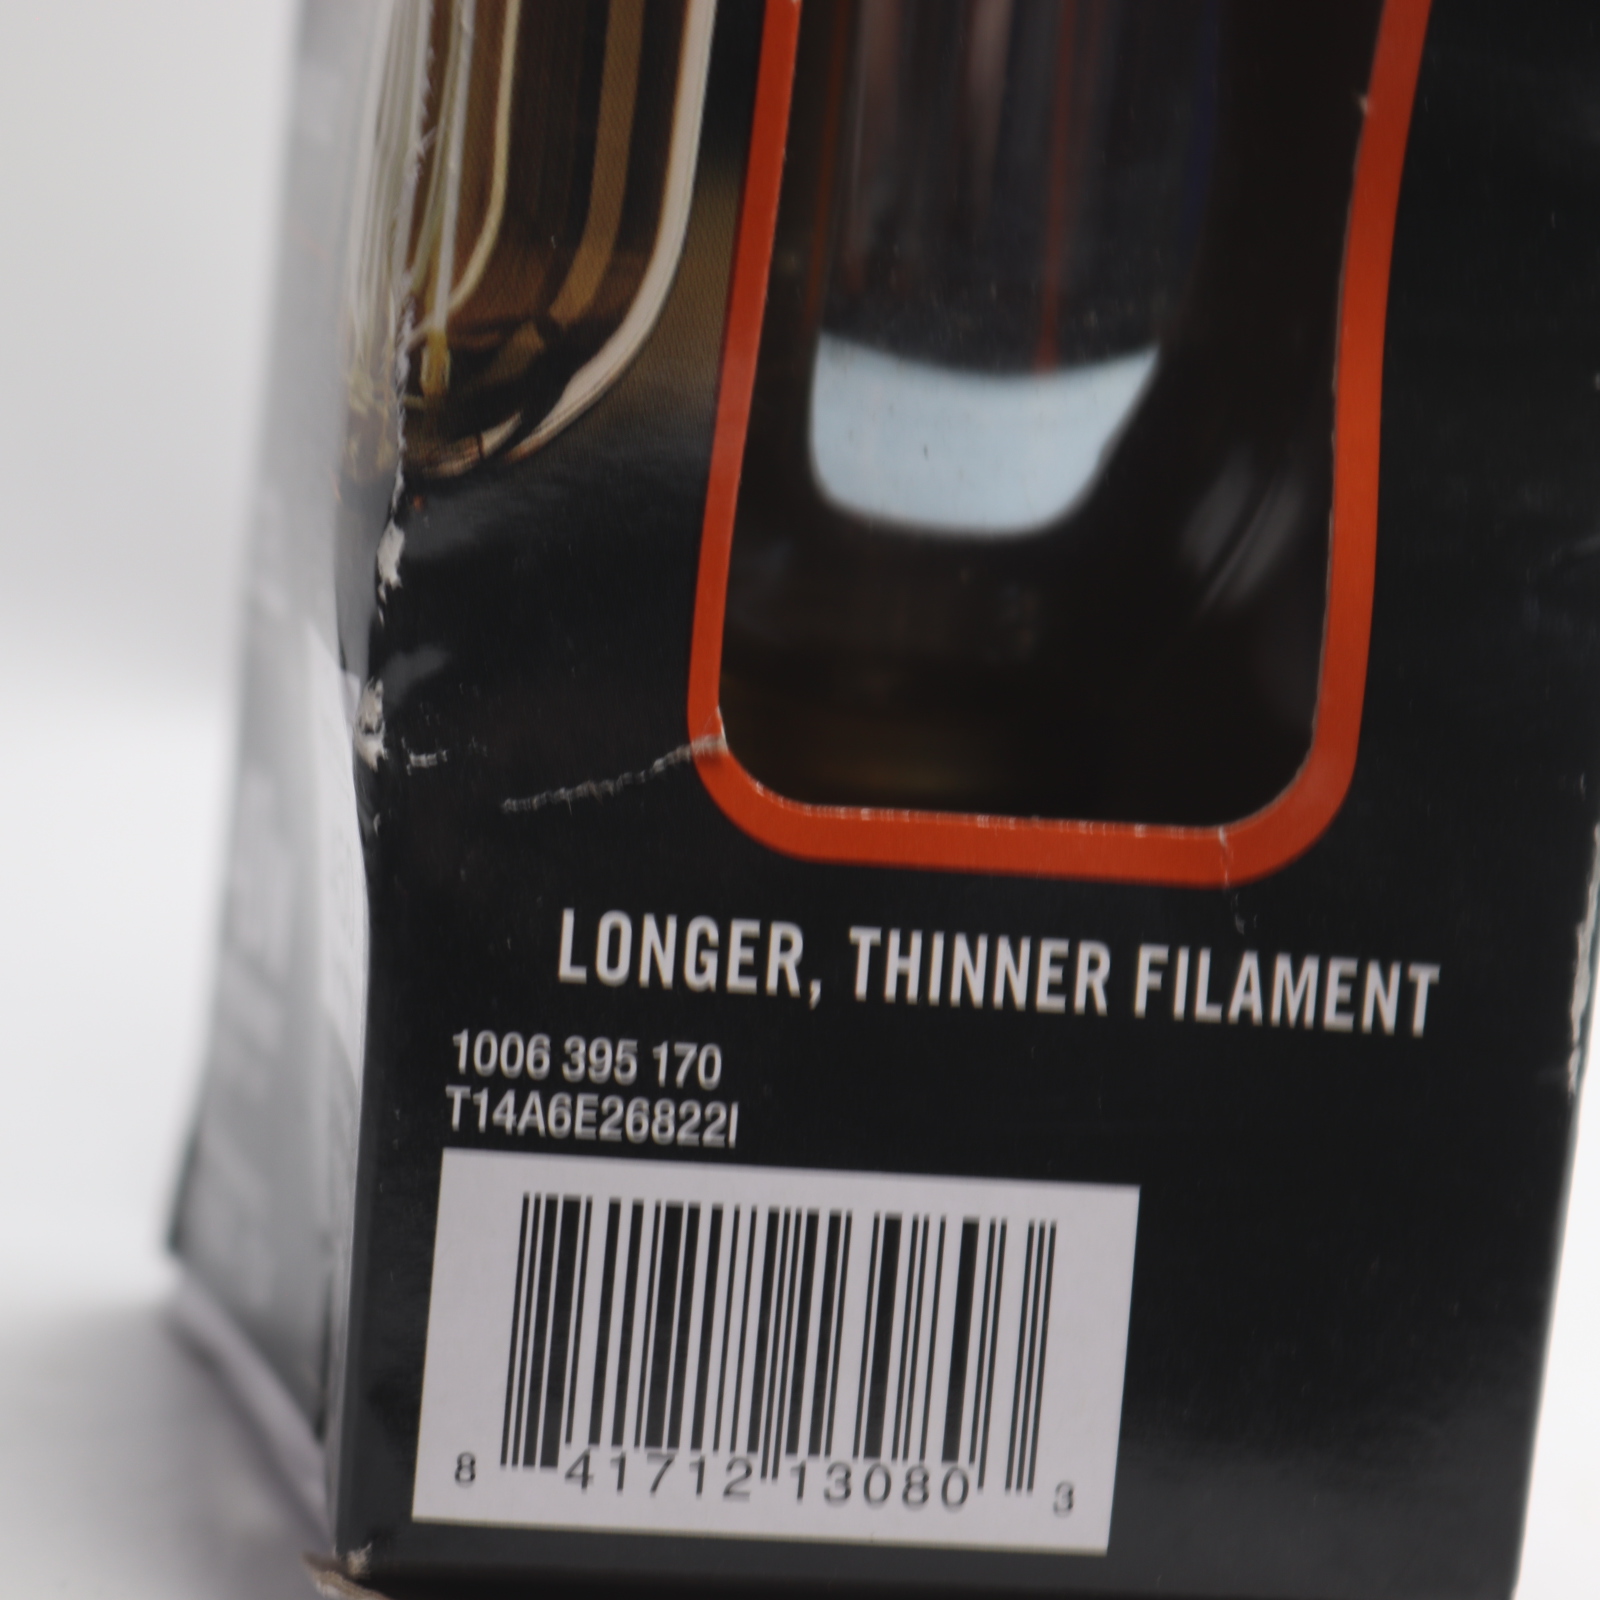 LONGER, THINNER FILAMENT
1006 395 170
T14A6E26822I
8 41712 13080 3